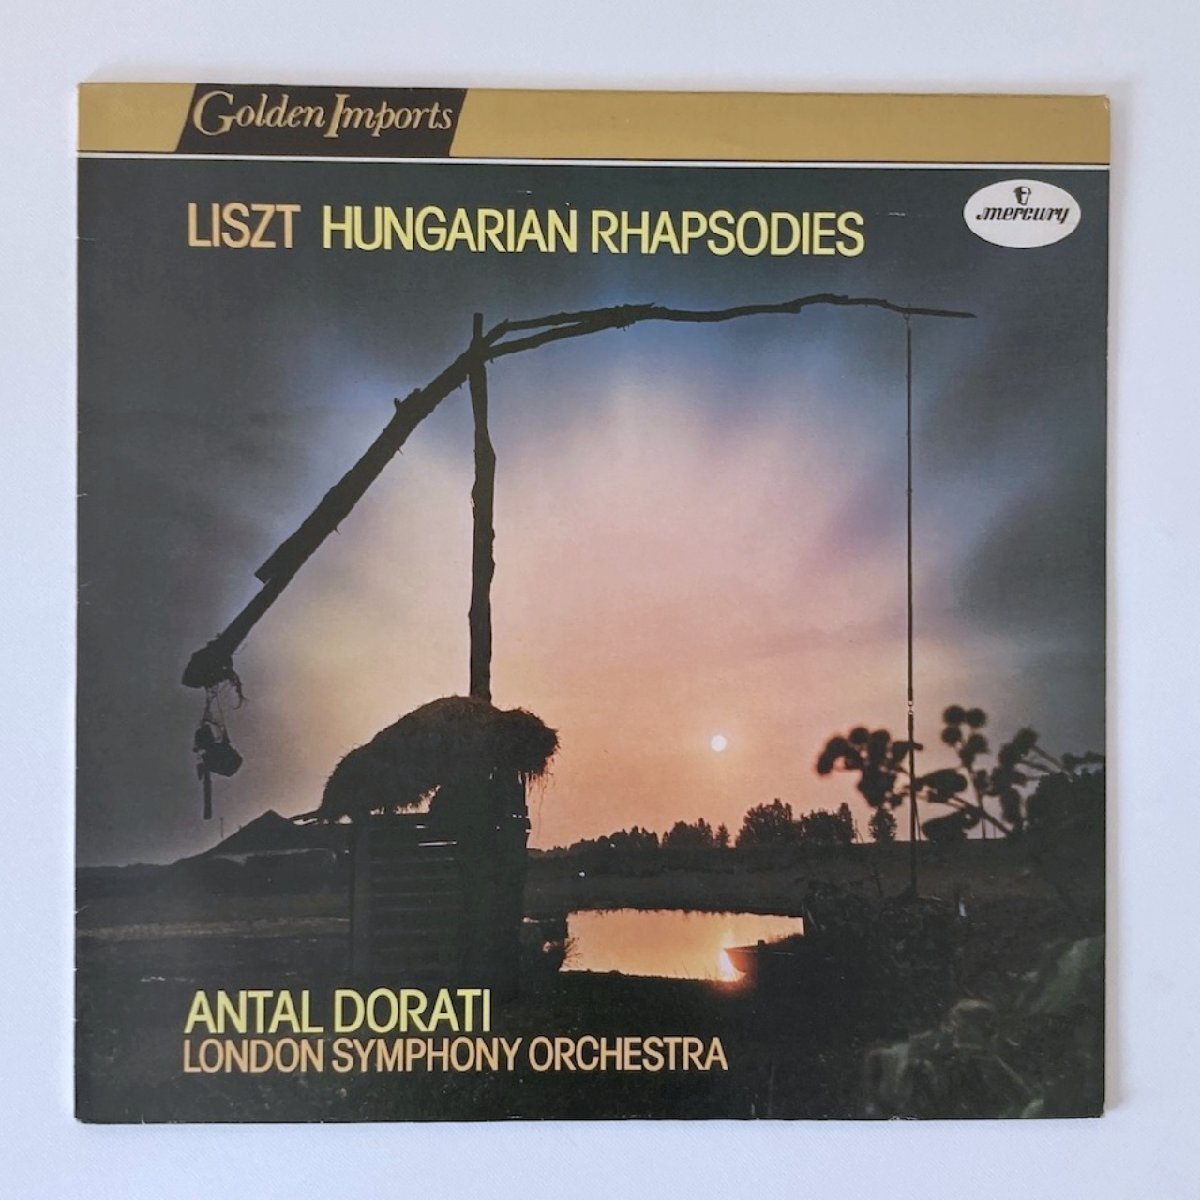 Golden Imports
LISZT HUNGARIAN RHAPSODIES
mercury
ANTAL DORATI
LONDON SYMPHONY ORCHESTRA